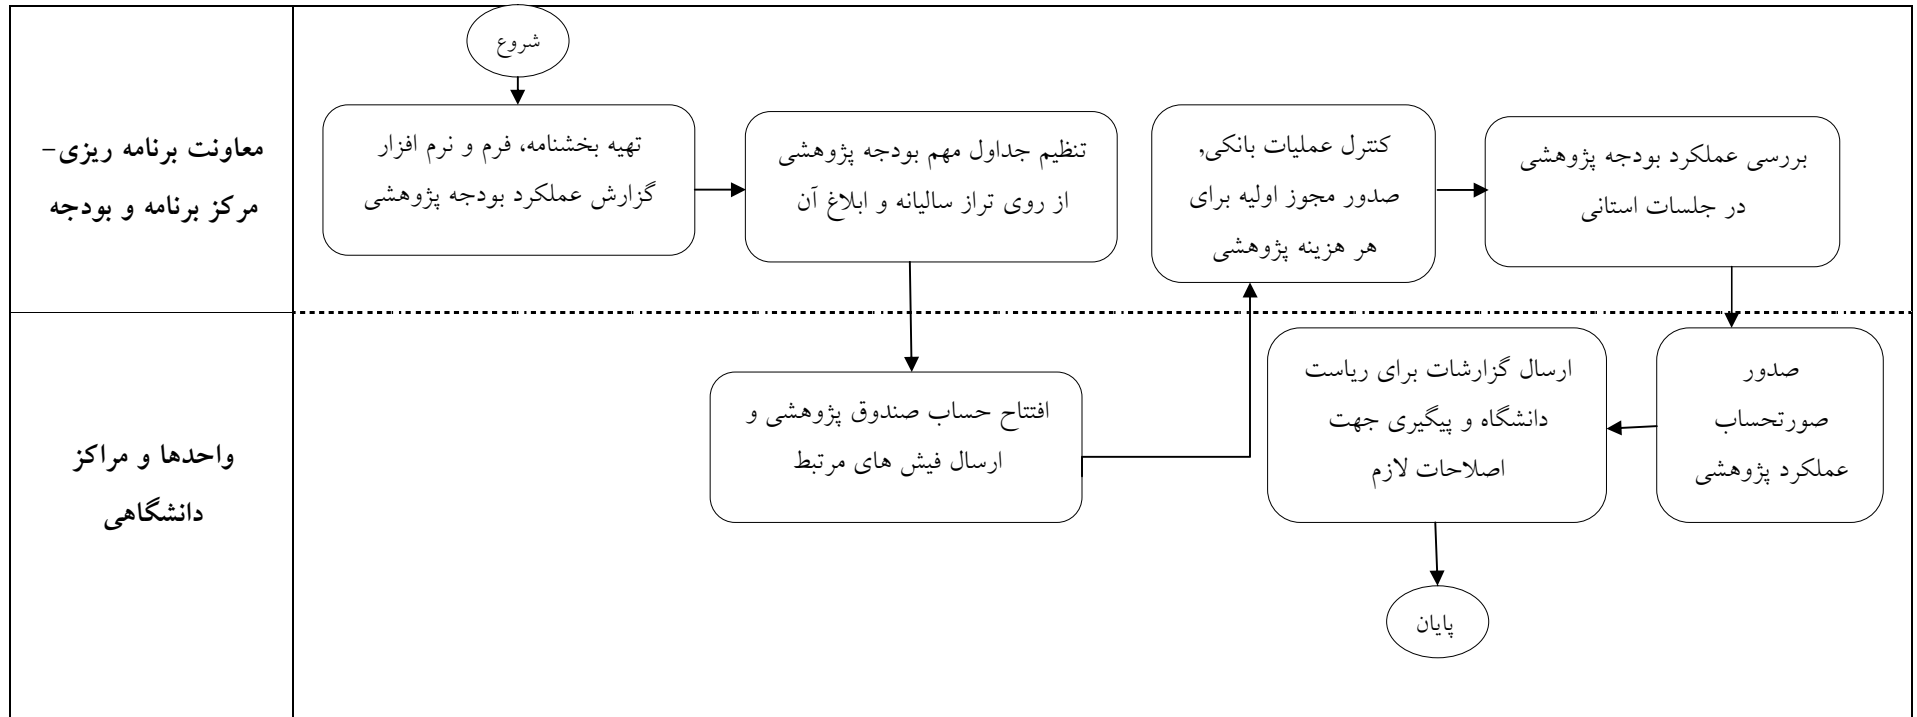 معاونت برنامه ریزی-
مرکز برنامه و بودجه
شروع
تهیه بخشنامه، فرم و نرم افزار
گزارش عملکرد بودجه پژوهشی
تنظیم جداول مهم بودجه پژوهشی
از روی تراز سالیانه و ابلاغ آن
کنترل عملیات بانکی,
صدور مجوز اولیه برای
هر هزینه پژوهشی
بررسی عملکرد بودجه پژوهشی
در جلسات استانی
واحدها و مراکز
دانشگاهی
افتتاح حساب صندوق پژوهشی و
ارسال فیش های مرتبط
صدور
صورتحساب
عملکرد پژوهشی
ارسال گزارشات برای ریاست
دانشگاه و پیگیری جهت
اصلاحات لازم
پایان